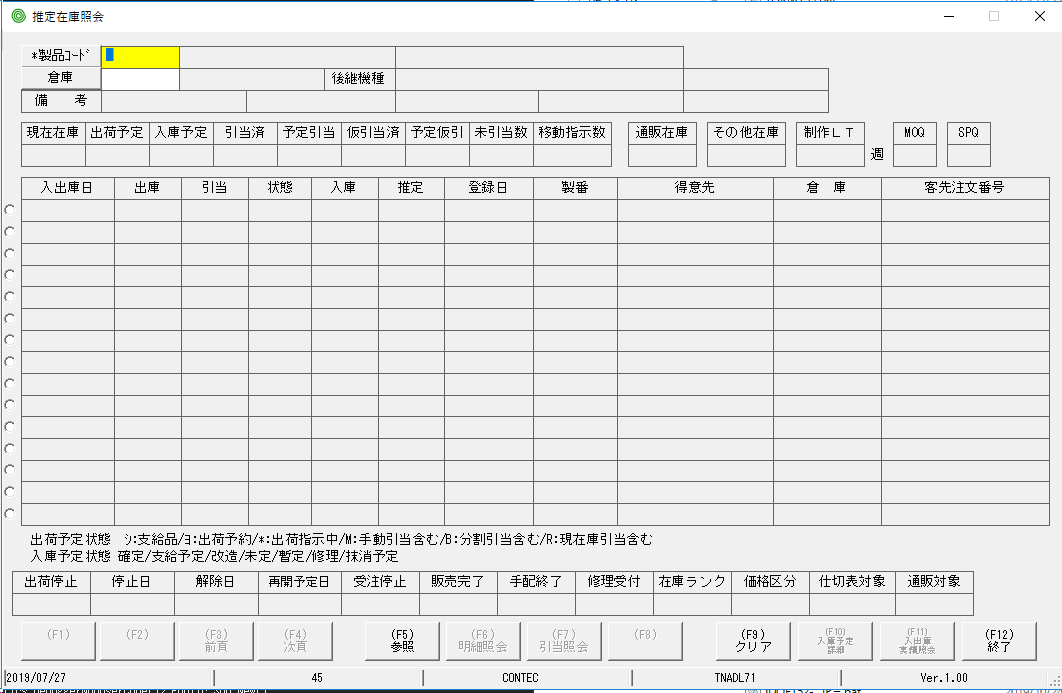 推定在庫照会
*製品ｺｰﾄﾞ
倉庫 後継機種
備　　考
現在在庫 出荷予定 入庫予定 引当済 予定引当 仮引当済 予定仮引 未引当数 移動指示数 通販在庫 その他在庫 制作ＬＴ 週 MOQ SPQ
入出庫日 出庫 引当 状態 入庫 推定 登録日 製番 得意先 倉　庫 客先注文番号
出荷予定状態　ｼ:支給品/ﾖ:出荷予約/*:出荷指示中/M:手動引当含む/B:分割引当含む/R:現在庫引当含む
入庫予定状態 確定/支給予定/改造/未定/暫定/修理/抹消予定
出荷停止 停止日 解除日 再開予定日 受注停止 販売完了 手配終了 修理受付 在庫ランク 価格区分 仕切表対象 通販対象
(F1) (F2) (F3) 前頁 (F4) 次頁 (F5) 参照 (F6) 明細照会 (F7) 引当照会 (F8) (F9) クリア (F10) 入庫予定 詳細 (F11) 入出庫 実績照会 (F12) 終了
2019/07/27 45 CONTEC TNADL71 Ver.1.00